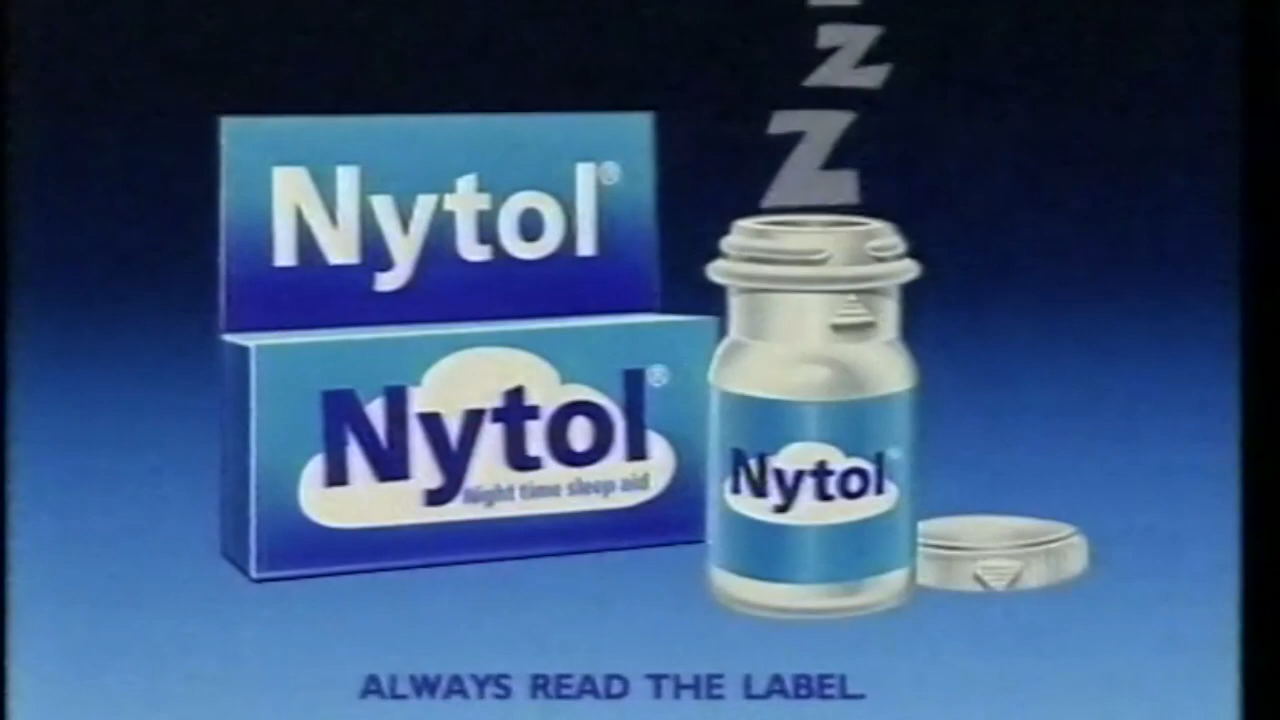 Z
Z
Nytol®
Nytol®
Night time sleep aid
Nytol
ALWAYS READ THE LABEL.